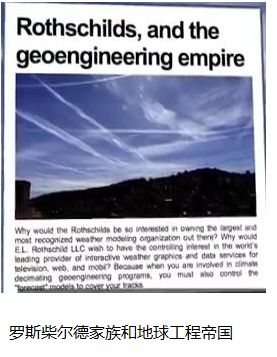 Rothschilds, and the
geoengineering empire
Why would the Rothschilds be so interested in owning the largest and
most recognized weather modeling organization out there? Why would
E.L. Rothschild LLC wish to have the controlling interest in the world's
leading provider of interactive weather graphics and data services for
television, web, and mobi? Because when you are involved in climate
decimating geoengineering programs, you must also control the
"forecast" models to cover your tracks.
罗斯柴尔德家族和地球工程帝国